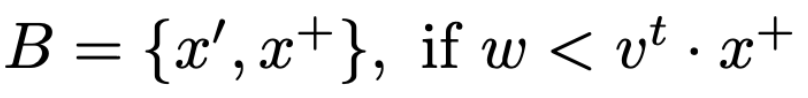 B = {x′, x⁺}, if w < vᵗ · x⁺